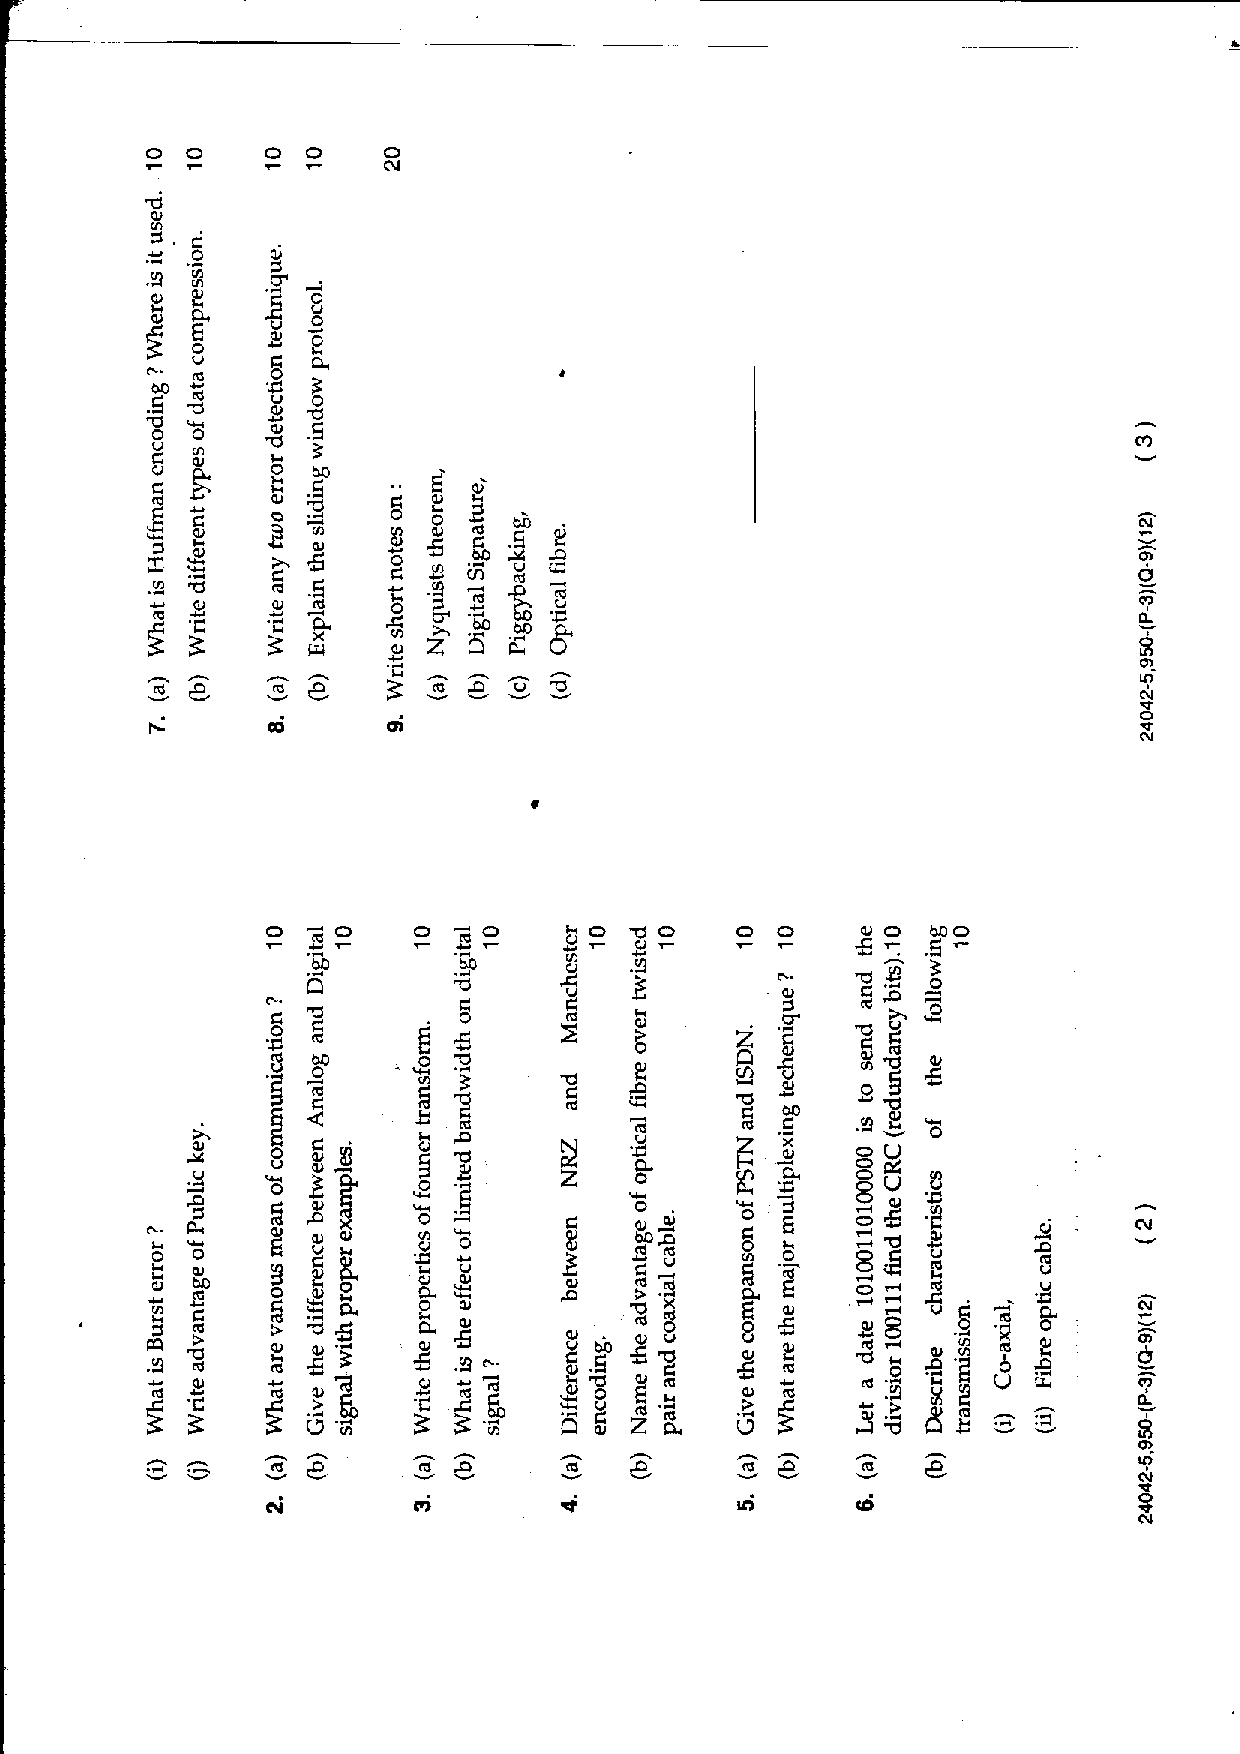 (i) What is Burst error ?
(j) Write advantage of Public key.
2. (a) What are vanous mean of communication ? 10
(b) Give the difference between Analog and Digital
signal with proper examples. 10
3. (a) Write the properties of founer transform. 10
(b) What is the effect of limited bandwidth on digital
signal ? 10
4. (a) Difference between NRZ and Manchester
encoding. 10
(b) Name the advantage of optical fibre over twisted
pair and coaxial cable. 10
5. (a) Give the companson of PSTN and ISDN. 10
(b) What are the major multiplexing techenique ? 10
6. (a) Let a date 10100110100000 is to send and the
divisior 100111 find the CRC (redundancy bits). 10
(b) Describe characteristics of the following
transmission. 10
(i) Co-axial,
(ii) Fibre optic cable.
24042-5,950-(P-3)(Q-9)(12) ( 2 )
7. (a) What is Huffman encoding ? Where is it used. 10
(b) Write different types of data compression. 10
8. (a) Write any two error detection technique. 10
(b) Explain the sliding window protocol. 10
9. Write short notes on : 20
(a) Nyquists theorem,
(b) Digital Signature,
(c) Piggybacking,
(d) Optical fibre.
24042-5,950-(P-3)(Q-9)(12) ( 3 )